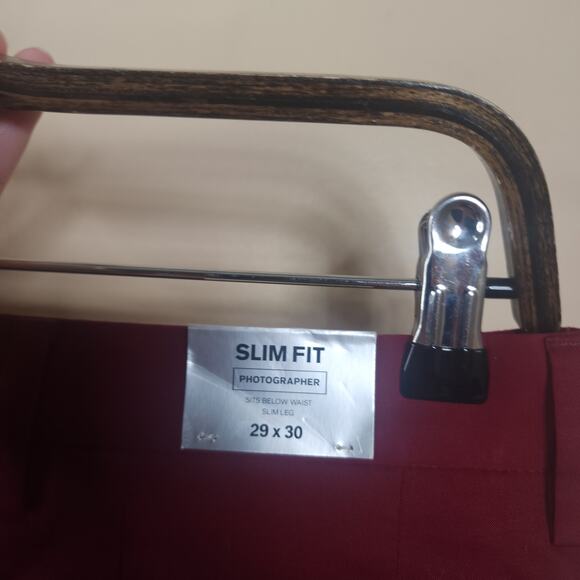 SLIM FIT
PHOTOGRAPHER
SITS BELOW WAIST
SLIM LEG
29 x 30